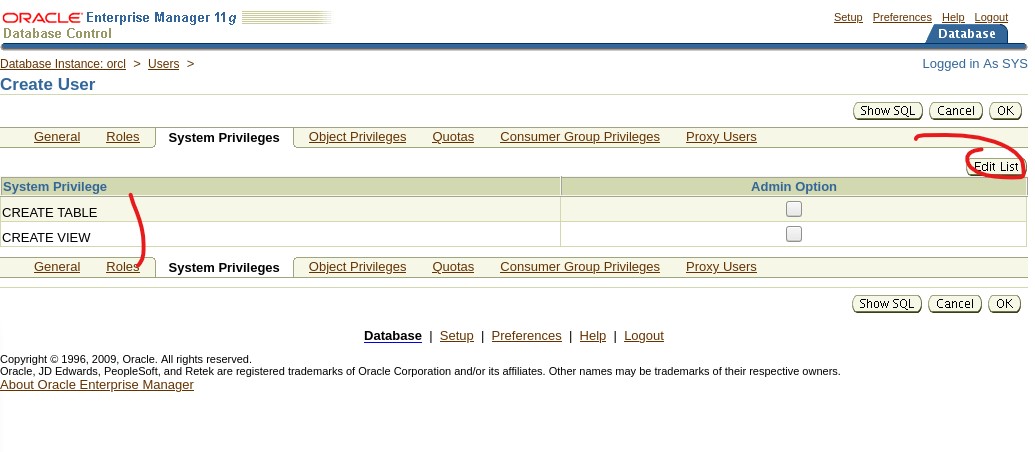 ORACLE Enterprise Manager 11g
Setup Preferences Help Logout
Database Control
Database
Database Instance: orcl > Users >
Logged in As SYS
Create User
Show SQL Cancel OK
General Roles System Privileges Object Privileges Quotas Consumer Group Privileges Proxy Users
Edit List
System Privilege Admin Option
CREATE TABLE
CREATE VIEW
General Roles System Privileges Object Privileges Quotas Consumer Group Privileges Proxy Users
Show SQL Cancel OK
Database | Setup | Preferences | Help | Logout
Copyright © 1996, 2009, Oracle. All rights reserved.
Oracle, JD Edwards, PeopleSoft, and Retek are registered trademarks of Oracle Corporation and/or its affiliates. Other names may be trademarks of their respective owners.
About Oracle Enterprise Manager